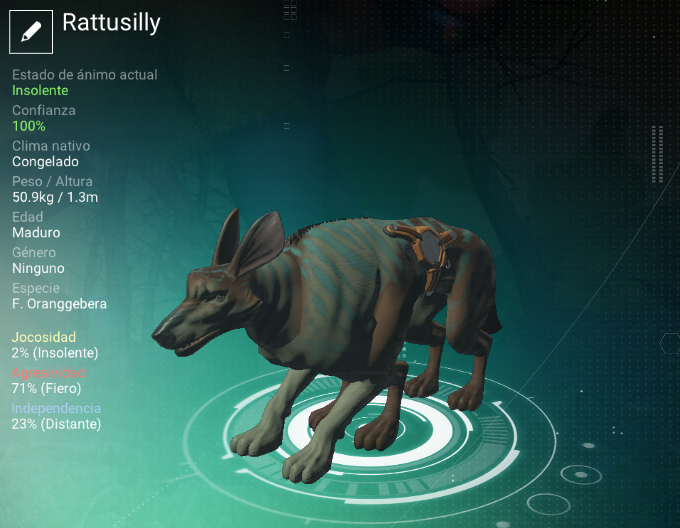 Rattusilly
Estado de ánimo actual
Insolente
Confianza
100%
Clima nativo
Congelado
Peso / Altura
50.9kg / 1.3m
Edad
Maduro
Género
Ninguno
Especie
F. Oranggebera
Jocosidad
2% (Insolente)
Agresividad
71% (Fiero)
Independencia
23% (Distante)